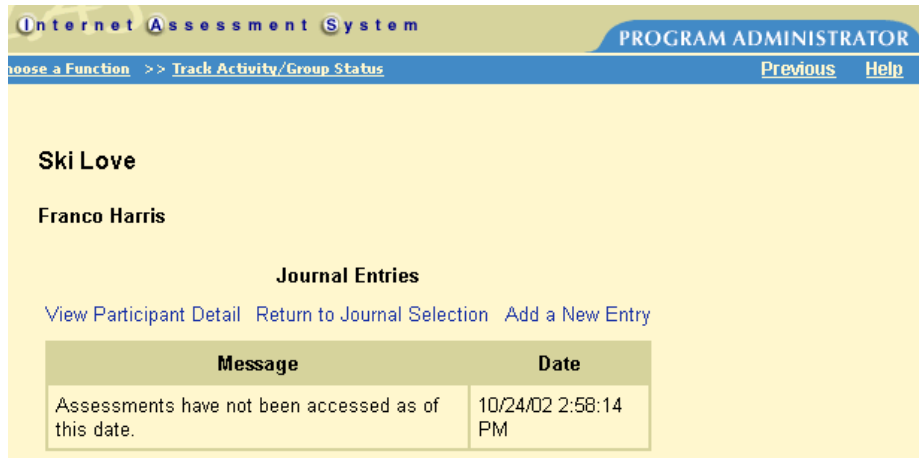 Internet Assessment System
PROGRAM ADMINISTRATOR
hoose a Function >> Track Activity/Group Status Previous Help
Ski Love
Franco Harris
Journal Entries
View Participant Detail Return to Journal Selection Add a New Entry
Message Date
Assessments have not been accessed as of 10/24/02 2:58:14
this date. PM